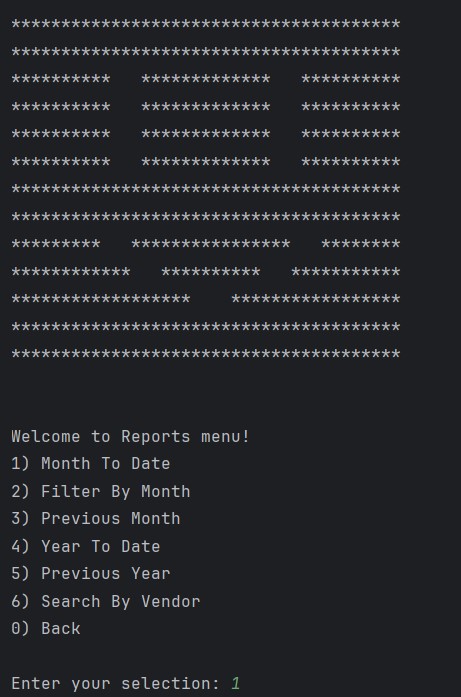 ***************************************
***************************************
**********   *************   **********
**********   *************   **********
**********   *************   **********
**********   *************   **********
***************************************
***************************************
*********   ****************   ********
************   **********   ***********
******************    *****************
***************************************
***************************************
Welcome to Reports menu!
1) Month To Date
2) Filter By Month
3) Previous Month
4) Year To Date
5) Previous Year
6) Search By Vendor
0) Back
Enter your selection: 1